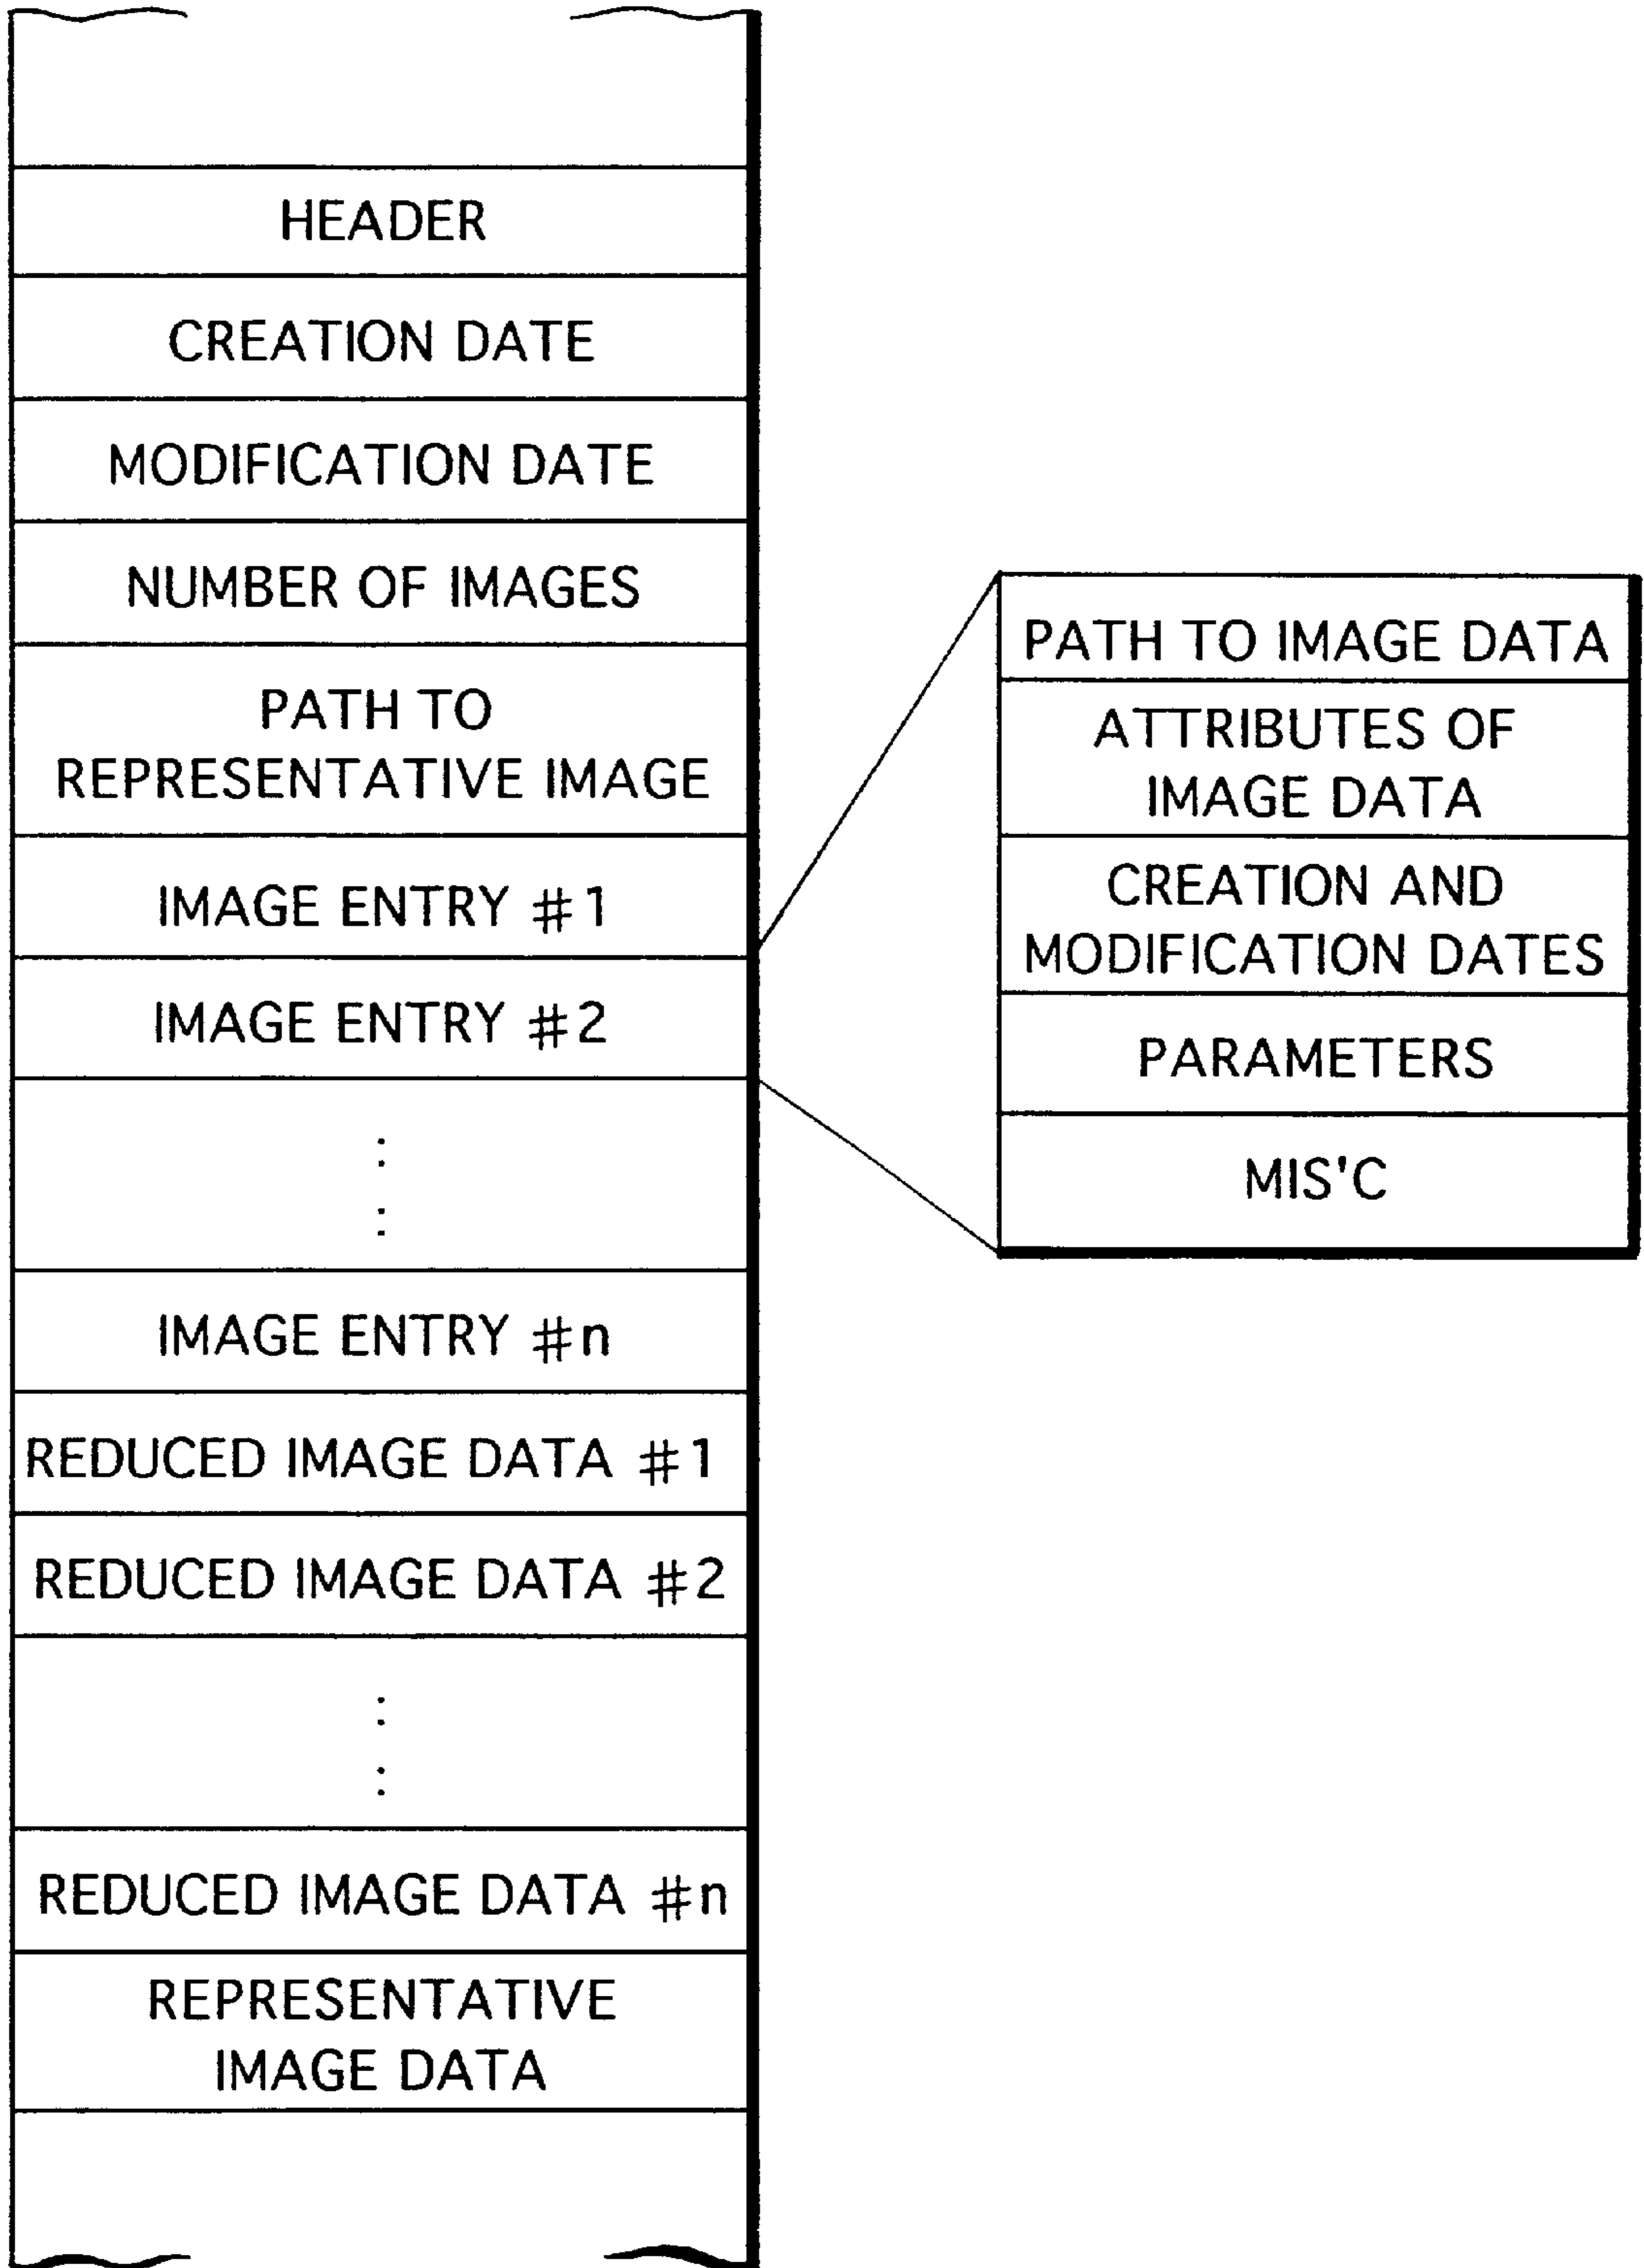 HEADER
CREATION DATE
MODIFICATION DATE
NUMBER OF IMAGES
PATH TO
REPRESENTATIVE IMAGE
IMAGE ENTRY #1
IMAGE ENTRY #2
:
:
IMAGE ENTRY #n
REDUCED IMAGE DATA #1
REDUCED IMAGE DATA #2
:
:
REDUCED IMAGE DATA #n
REPRESENTATIVE
IMAGE DATA
PATH TO IMAGE DATA
ATTRIBUTES OF
IMAGE DATA
CREATION AND
MODIFICATION DATES
PARAMETERS
MIS'C